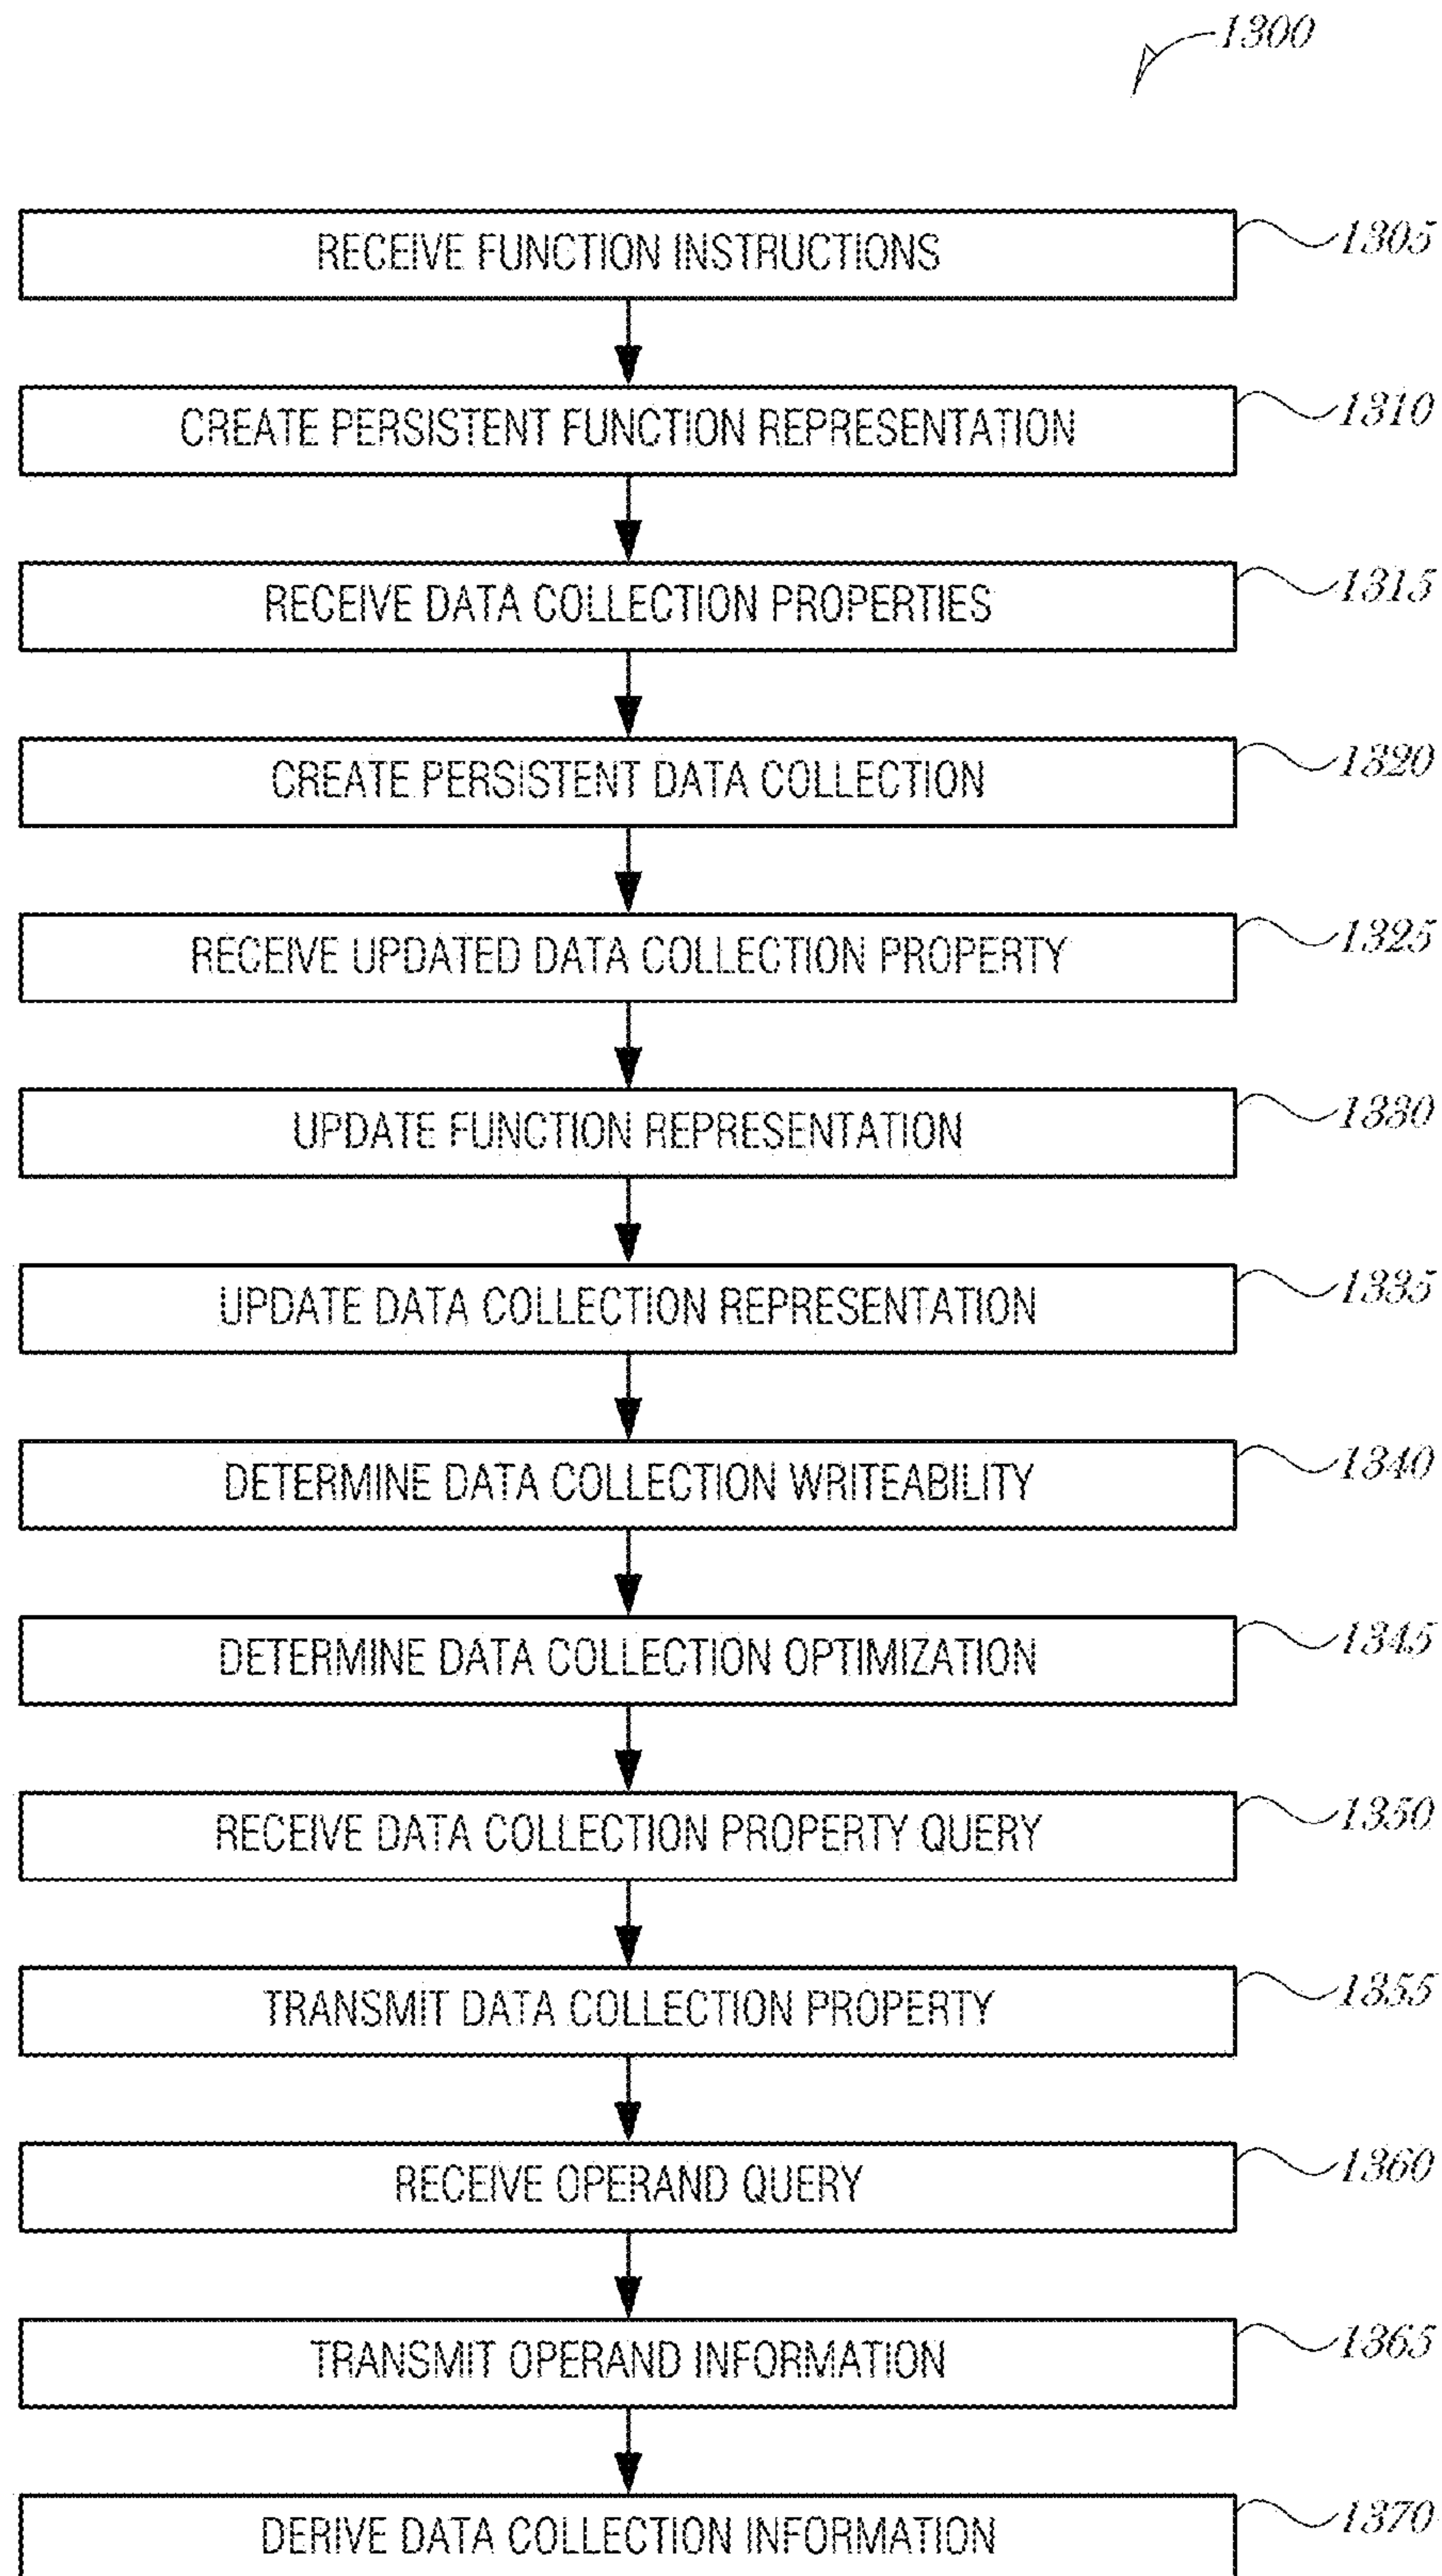 1300
RECEIVE FUNCTION INSTRUCTIONS 1305
CREATE PERSISTENT FUNCTION REPRESENTATION 1310
RECEIVE DATA COLLECTION PROPERTIES 1315
CREATE PERSISTENT DATA COLLECTION 1320
RECEIVE UPDATED DATA COLLECTION PROPERTY 1325
UPDATE FUNCTION REPRESENTATION 1330
UPDATE DATA COLLECTION REPRESENTATION 1335
DETERMINE DATA COLLECTION WRITEABILITY 1340
DETERMINE DATA COLLECTION OPTIMIZATION 1345
RECEIVE DATA COLLECTION PROPERTY QUERY 1350
TRANSMIT DATA COLLECTION PROPERTY 1355
RECEIVE OPERAND QUERY 1360
TRANSMIT OPERAND INFORMATION 1365
DERIVE DATA COLLECTION INFORMATION 1370